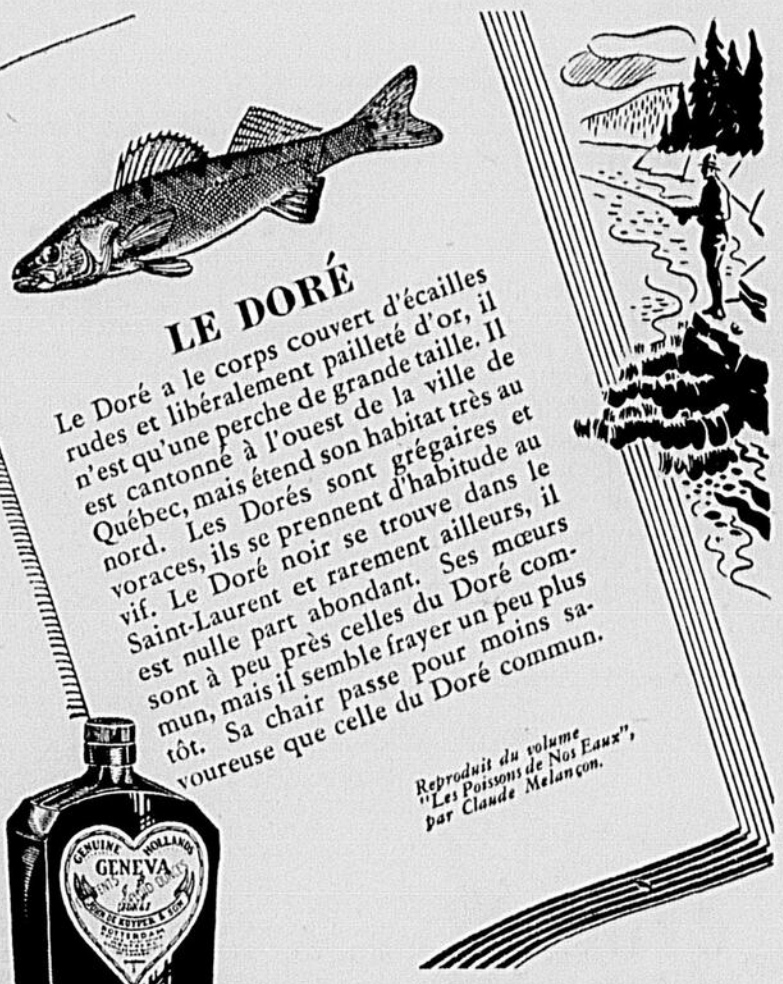 LE DORÉ
Le Doré a le corps couvert d'écailles
rudes et libéralement pailleté d'or, il
n'est qu'une perche de grande taille. Il
est cantonné à l'ouest de la ville de
Québec, mais étend son habitat très au
nord. Les Dorés sont grégaires et
voraces, ils se prennent d'habitude au
vif. Le Doré noir se trouve dans le
Saint-Laurent et rarement ailleurs, il
est nulle part abondant. Ses mœurs
sont à peu près celles du Doré com-
mun, mais il semble frayer un peu plus
tôt. Sa chair passe pour moins sa-
voureuse que celle du Doré commun.
Reproduit du volume
"Les Poissons de Nos Eaux",
par Claude Melançon.
GENUINE HOLLANDS
GENEVA
JOHN DE KUYPER & SON
ROTTERDAM